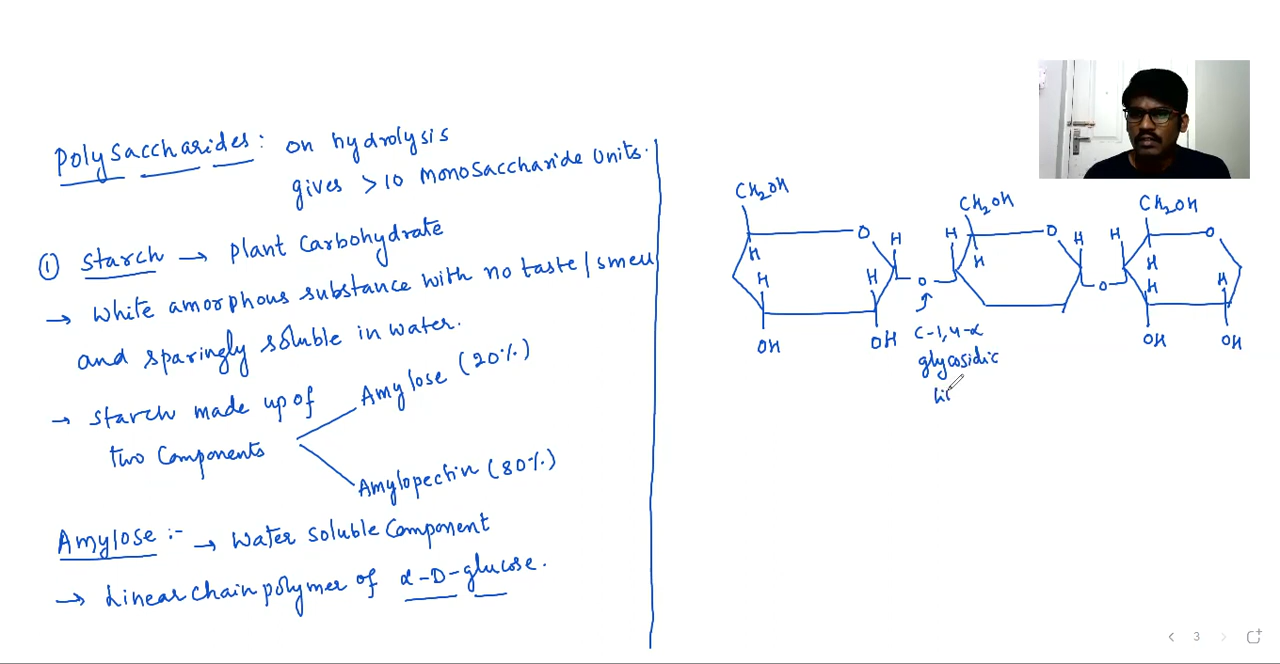 Polysaccharides: on hydrolysis
gives >10 Monosaccharide Units.
① Starch → Plant Carbohydrate
→ White amorphous substance with no taste/smell
and sparingly soluble in water.
→ Starch made up of
two Components
Amylose (20%)
Amylopectin (80%)
Amylose :- → Water soluble Component
→ Linear chain polymer of α-D-glucose.
CH₂OH CH₂OH CH₂OH
O H H O H H O
H H H
H H H H
O O
OH OH OH OH
C-1,4-α
glycosidic
li
3